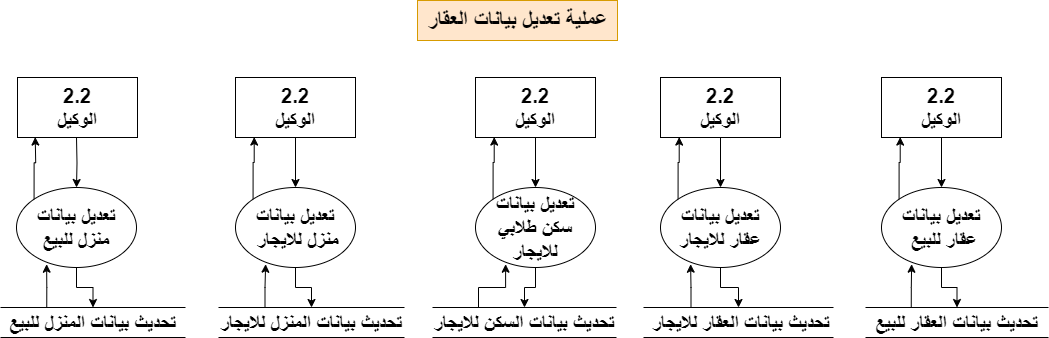 عملية تعديل بيانات العقار
2.2
الوكيل
2.2
الوكيل
2.2
الوكيل
2.2
الوكيل
2.2
الوكيل
تعديل بيانات
عقار للبيع
تعديل بيانات
عقار للايجار
تعديل بيانات
سكن طلابي
للايجار
تعديل بيانات
منزل للايجار
تعديل بيانات
منزل للبيع
تحديث بيانات العقار للبيع
تحديث بيانات العقار للايجار
تحديث بيانات السكن للايجار
تحديث بيانات المنزل للايجار
تحديث بيانات المنزل للبيع